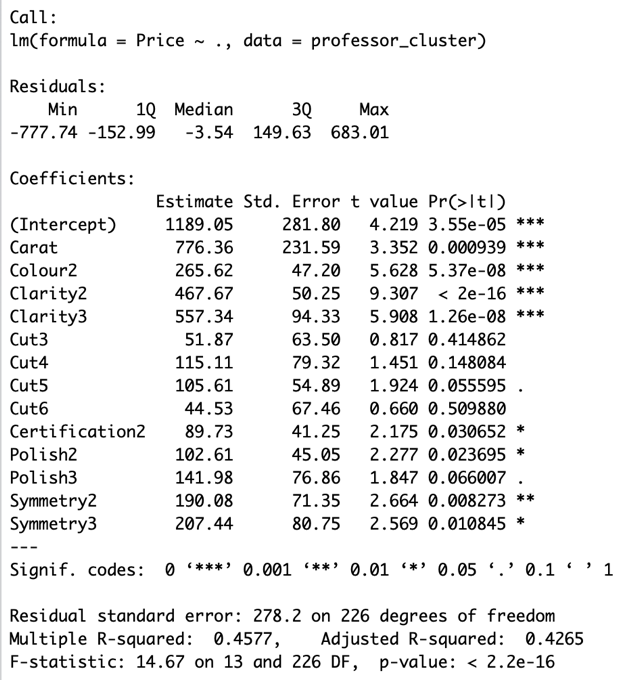 Call:
lm(formula = Price ~ ., data = professor_cluster)
Residuals:
Min 1Q Median 3Q Max
-777.74 -152.99 -3.54 149.63 683.01
Coefficients:
Estimate Std. Error t value Pr(>|t|)
(Intercept) 1189.05 281.80 4.219 3.55e-05 ***
Carat 776.36 231.59 3.352 0.000939 ***
Colour2 265.62 47.20 5.628 5.37e-08 ***
Clarity2 467.67 50.25 9.307 < 2e-16 ***
Clarity3 557.34 94.33 5.908 1.26e-08 ***
Cut3 51.87 63.50 0.817 0.414862
Cut4 115.11 79.32 1.451 0.148084
Cut5 105.61 54.89 1.924 0.055595 .
Cut6 44.53 67.46 0.660 0.509880
Certification2 89.73 41.25 2.175 0.030652 *
Polish2 102.61 45.05 2.277 0.023695 *
Polish3 141.98 76.86 1.847 0.066007 .
Symmetry2 190.08 71.35 2.664 0.008273 **
Symmetry3 207.44 80.75 2.569 0.010845 *
---
Signif. codes: 0 ‘***’ 0.001 ‘**’ 0.01 ‘*’ 0.05 ‘.’ 0.1 ‘ ’ 1
Residual standard error: 278.2 on 226 degrees of freedom
Multiple R-squared: 0.4577, Adjusted R-squared: 0.4265
F-statistic: 14.67 on 13 and 226 DF, p-value: < 2.2e-16